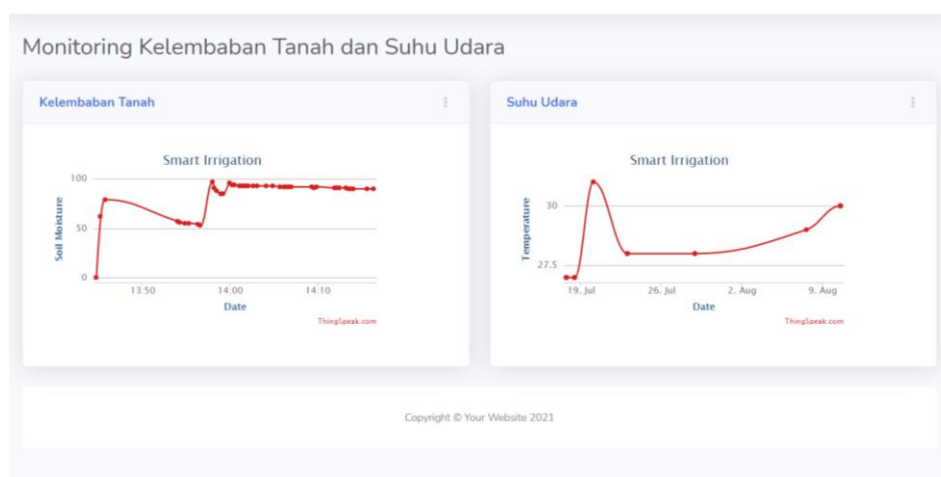 Monitoring Kelembaban Tanah dan Suhu Udara
Kelembaban Tanah
Smart Irrigation
100
50
0
Soil Moisture
13:50
14:00
14:10
Date
ThingSpeak.com
Suhu Udara
Smart Irrigation
30
27.5
Temperature
19. Jul
26. Jul
2. Aug
9. Aug
Date
ThingSpeak.com
Copyright © Your Website 2021